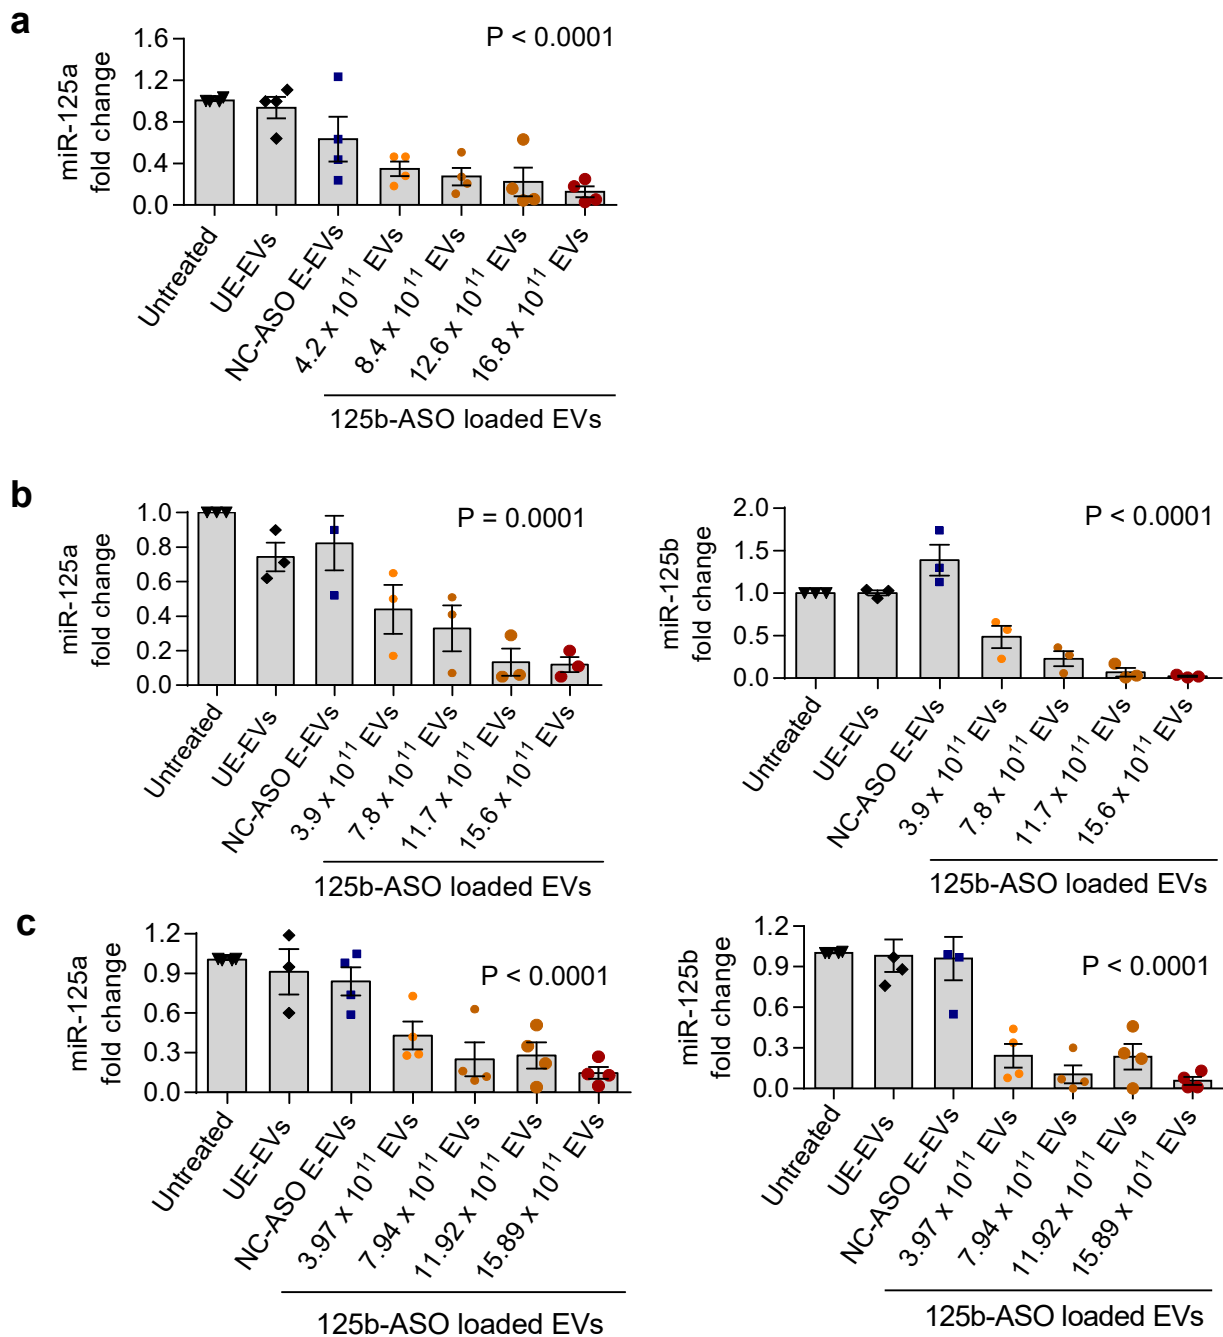 a
P < 0.0001
miR-125a
fold change
1.6
1.2
0.8
0.4
0.0
Untreated
UE-EVs
NC-ASO E-EVs
4.2 x 10¹¹ EVs
8.4 x 10¹¹ EVs
12.6 x 10¹¹ EVs
16.8 x 10¹¹ EVs
125b-ASO loaded EVs
b
P = 0.0001
miR-125a
fold change
1.0
0.8
0.6
0.4
0.2
0.0
Untreated
UE-EVs
NC-ASO E-EVs
3.9 x 10¹¹ EVs
7.8 x 10¹¹ EVs
11.7 x 10¹¹ EVs
15.6 x 10¹¹ EVs
125b-ASO loaded EVs
P < 0.0001
miR-125b
fold change
2.0
1.5
1.0
0.5
0.0
Untreated
UE-EVs
NC-ASO E-EVs
3.9 x 10¹¹ EVs
7.8 x 10¹¹ EVs
11.7 x 10¹¹ EVs
15.6 x 10¹¹ EVs
125b-ASO loaded EVs
c
P < 0.0001
miR-125a
fold change
1.2
0.9
0.6
0.3
0.0
Untreated
UE-EVs
NC-ASO E-EVs
3.97 x 10¹¹ EVs
7.94 x 10¹¹ EVs
11.92 x 10¹¹ EVs
15.89 x 10¹¹ EVs
125b-ASO loaded EVs
P < 0.0001
miR-125b
fold change
1.2
0.9
0.6
0.3
0.0
Untreated
UE-EVs
NC-ASO E-EVs
3.97 x 10¹¹ EVs
7.94 x 10¹¹ EVs
11.92 x 10¹¹ EVs
15.89 x 10¹¹ EVs
125b-ASO loaded EVs